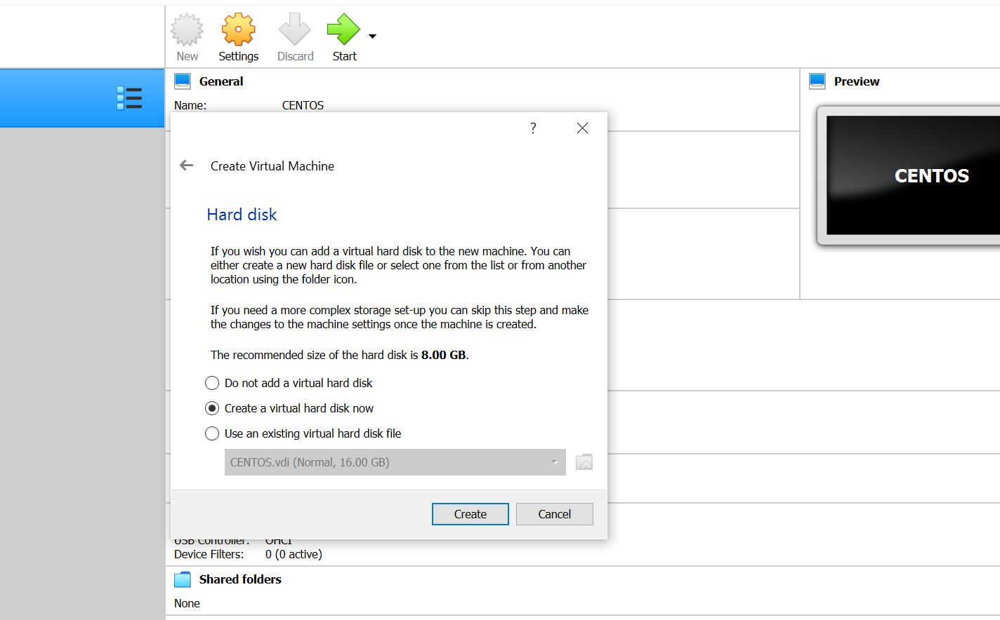 New
Settings
Discard
Start
General
Name: CENTOS
Preview
CENTOS
?
Create Virtual Machine
Hard disk
If you wish you can add a virtual hard disk to the new machine. You can
either create a new hard disk file or select one from the list or from another
location using the folder icon.
If you need a more complex storage set-up you can skip this step and make
the changes to the machine settings once the machine is created.
The recommended size of the hard disk is 8.00 GB.
Do not add a virtual hard disk
Create a virtual hard disk now
Use an existing virtual hard disk file
CENTOS.vdi (Normal, 16.00 GB)
Create
Cancel
USB Controller: OHCI
Device Filters: 0 (0 active)
Shared folders
None